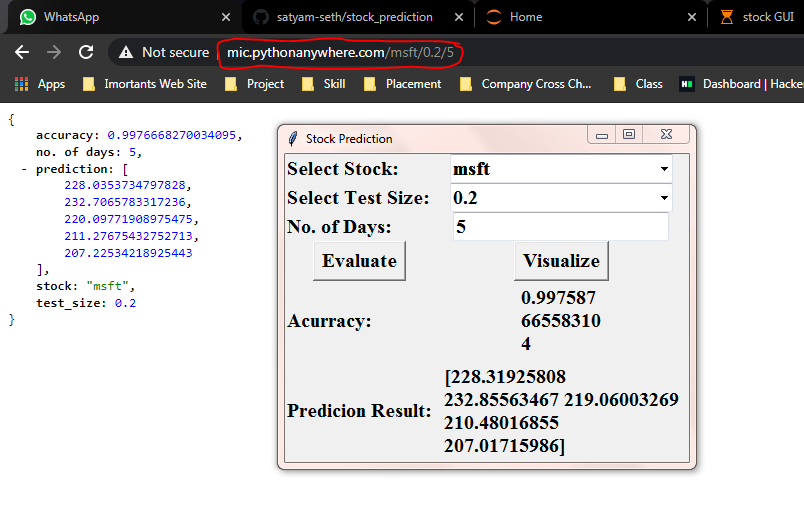 WhatsApp
satyam-seth/stock_prediction
Home
stock GUI
Not secure
mic.pythonanywhere.com/msft/0.2/5
Apps
Imortants Web Site
Project
Skill
Placement
Company Cross Ch...
Class
Dashboard | Hacker
{
accuracy: 0.9976668270034095,
no. of days: 5,
- prediction: [
228.0353734797828,
232.7065783317236,
220.09771908975475,
211.27675432752713,
207.22534218925443
],
stock: "msft",
test_size: 0.2
}
Stock Prediction
Select Stock: msft
Select Test Size: 0.2
No. of Days: 5
Evaluate Visualize
Acurracy:
0.997587
66558310
4
Predicion Result:
[228.31925808
232.85563467 219.06003269
210.48016855
207.01715986]